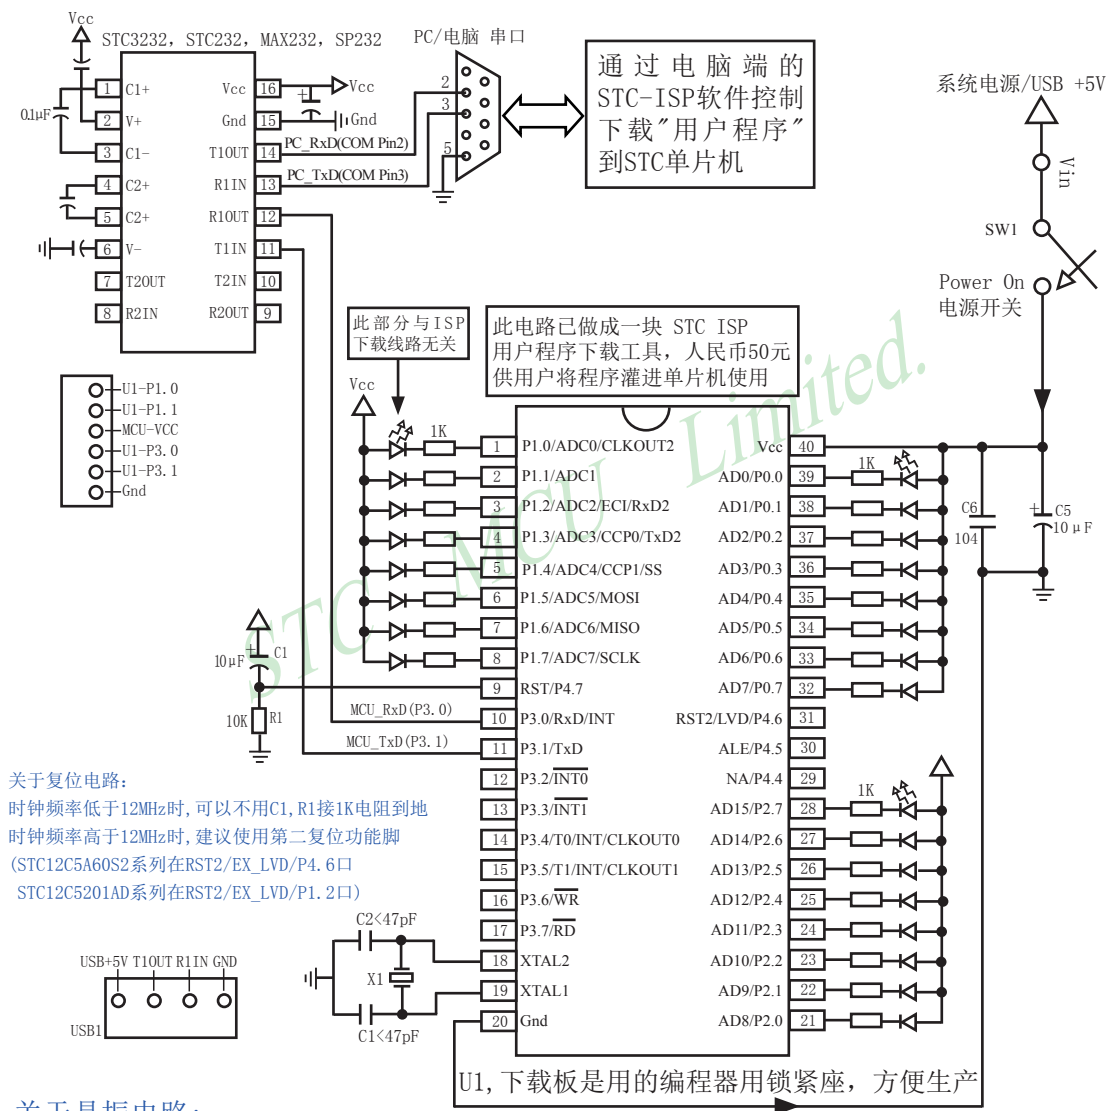 Vcc
STC3232, STC232, MAX232, SP232
PC/电脑 串口
1 C1+
2 V+
3 C1-
4 C2+
5 C2+
6 V-
7 T2OUT
8 R2IN
Vcc 16
Gnd 15
T1OUT 14
R1IN 13
R1OUT 12
T1IN 11
T2IN 10
R2OUT 9
0.1μF
+
Vcc
Gnd
PC_RxD(COM Pin2)
PC_TxD(COM Pin3)
2
3
5
通过电脑端的
STC-ISP软件控制
下载"用户程序"
到STC单片机
系统电源/USB +5V
Vin
SW1
Power On
电源开关
此部分与ISP
下载线路无关
此电路已做成一块 STC ISP
用户程序下载工具, 人民币50元
供用户将程序灌进单片机使用
U1-P1.0
U1-P1.1
MCU-VCC
U1-P3.0
U1-P3.1
Gnd
Vcc
1K
1 P1.0/ADC0/CLKOUT2
2 P1.1/ADC1
3 P1.2/ADC2/ECI/RxD2
4 P1.3/ADC3/CCP0/TxD2
5 P1.4/ADC4/CCP1/SS
6 P1.5/ADC5/MOSI
7 P1.6/ADC6/MISO
8 P1.7/ADC7/SCLK
9 RST/P4.7
10 P3.0/RxD/INT
11 P3.1/TxD
12 P3.2/INT0
13 P3.3/INT1
14 P3.4/T0/INT/CLKOUT0
15 P3.5/T1/INT/CLKOUT1
16 P3.6/WR
17 P3.7/RD
18 XTAL2
19 XTAL1
20 Gnd
Vcc 40
AD0/P0.0 39
AD1/P0.1 38
AD2/P0.2 37
AD3/P0.3 36
AD4/P0.4 35
AD5/P0.5 34
AD6/P0.6 33
AD7/P0.7 32
RST2/LVD/P4.6 31
ALE/P4.5 30
NA/P4.4 29
AD15/P2.7 28
AD14/P2.6 27
AD13/P2.5 26
AD12/P2.4 25
AD11/P2.3 24
AD10/P2.2 23
AD9/P2.1 22
AD8/P2.0 21
1K
1K
C6
104
+
C5
10μF
+
10μF
C1
10K
R1
MCU_RxD(P3.0)
MCU_TxD(P3.1)
STC MCU Limited.
关于复位电路:
时钟频率低于12MHz时,可以不用C1,R1接1K电阻到地
时钟频率高于12MHz时,建议使用第二复位功能脚
(STC12C5A60S2系列在RST2/EX_LVD/P4.6口
STC12C5201AD系列在RST2/EX_LVD/P1.2口)
C2<47pF
X1
C1<47pF
USB+5V T1OUT R1IN GND
USB1
U1,下载板是用的编程器用锁紧座, 方便生产
关于晶振电路: